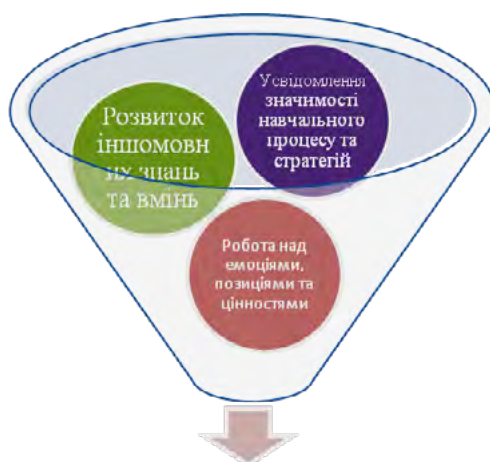 Розвиток
іншомовн
их знань
та вмінь
Усвідомлення
значимості
навчального
процесу та
стратегій
Робота над
емоціями,
позиціями та
цінностями